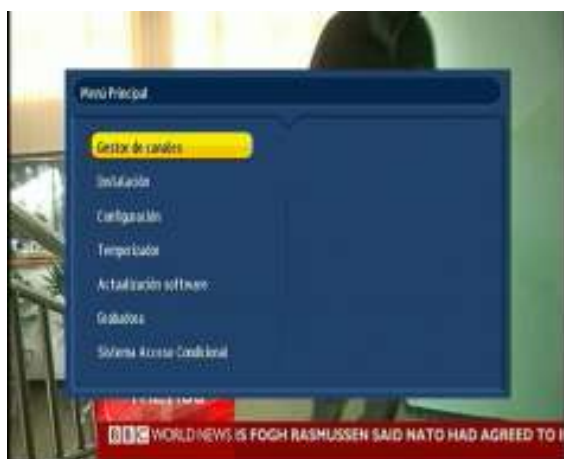 Menú Principal
Gestor de canales
Instalación
Configuración
Temporizador
Actualización software
Grabadora
Sistema Acceso Condicional
BBC WORLD NEWS IS FOGH RASMUSSEN SAID NATO HAD AGREED TO